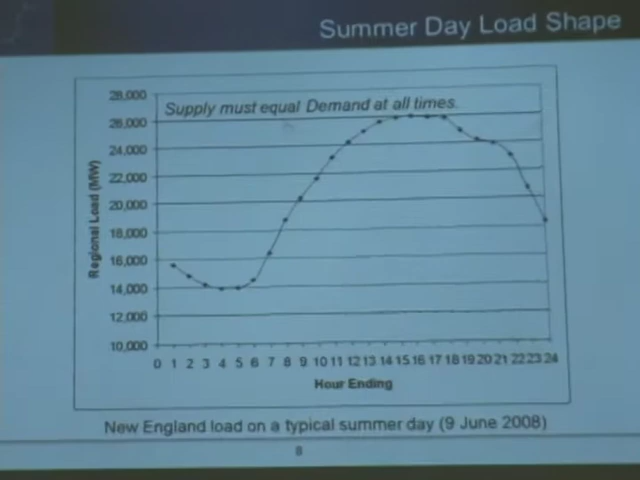 Summer Day Load Shape
Supply must equal Demand at all times.
28,000
26,000
24,000
22,000
20,000
18,000
16,000
14,000
12,000
10,000
Regional Load (MW)
0 1 2 3 4 5 6 7 8 9 10 11 12 13 14 15 16 17 18 19 20 21 22 23 24
Hour Ending
New England load on a typical summer day (9 June 2008)
8